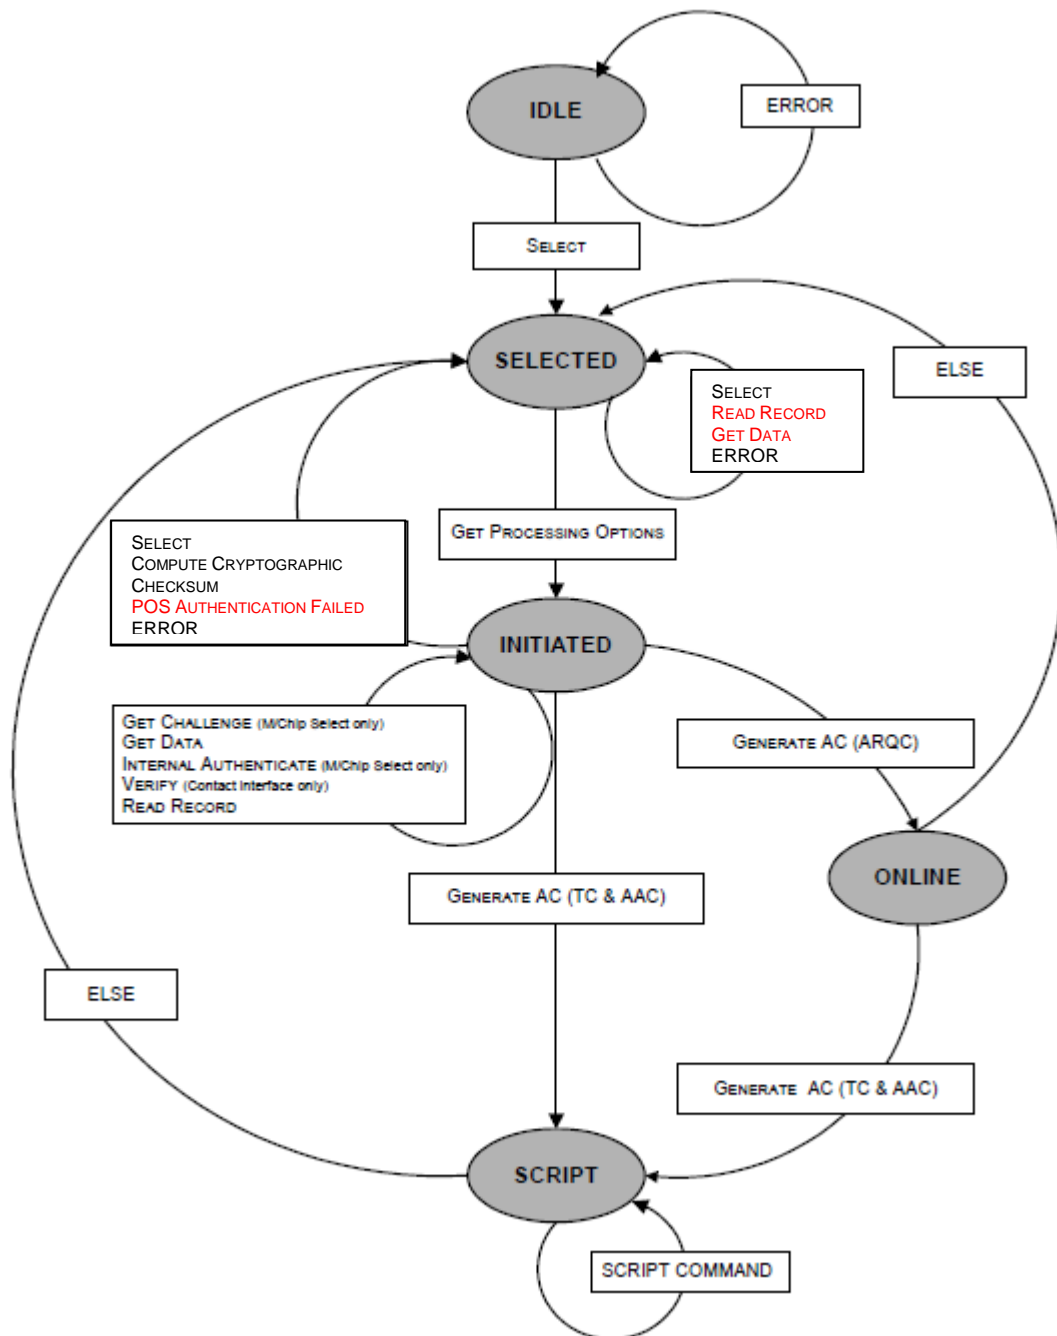 IDLE
ERROR
SELECT
SELECTED
ELSE
SELECT
READ RECORD
GET DATA
ERROR
GET PROCESSING OPTIONS
SELECT
COMPUTE CRYPTOGRAPHIC
CHECKSUM
POS AUTHENTICATION FAILED
ERROR
INITIATED
GET CHALLENGE (M/Chip Select only)
GET DATA
INTERNAL AUTHENTICATE (M/Chip Select only)
VERIFY (Contact Interface only)
READ RECORD
GENERATE AC (ARQC)
ONLINE
GENERATE AC (TC & AAC)
ELSE
GENERATE AC (TC & AAC)
SCRIPT
SCRIPT COMMAND